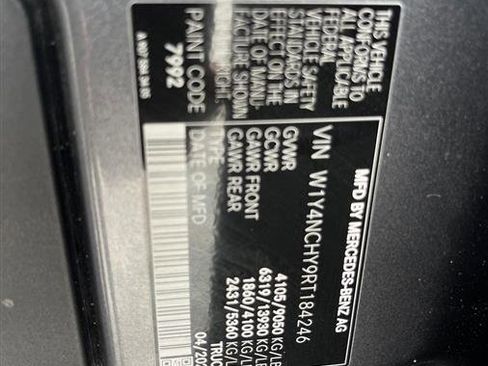 MFD BY MERCEDES-BENZ AG
VIN W1Y4NCHY9RT184246
GVWR 4105/9050 KG/LB
GCWR 6319/13930 KG/LB
GAWR FRONT 1860/4100 KG/LB
GAWR REAR 2431/5360 KG/L
TYPE TRUC
DATE OF MFD 04/20
THIS VEHICLE
CONFORMS TO
ALL APPLICABLE
FEDERAL
MOTOR VEHICLE
SAFETY
STANDARDS IN
EFFECT ON THE
DATE OF MANU-
FACTURE SHOWN
PAINT CODE
7992